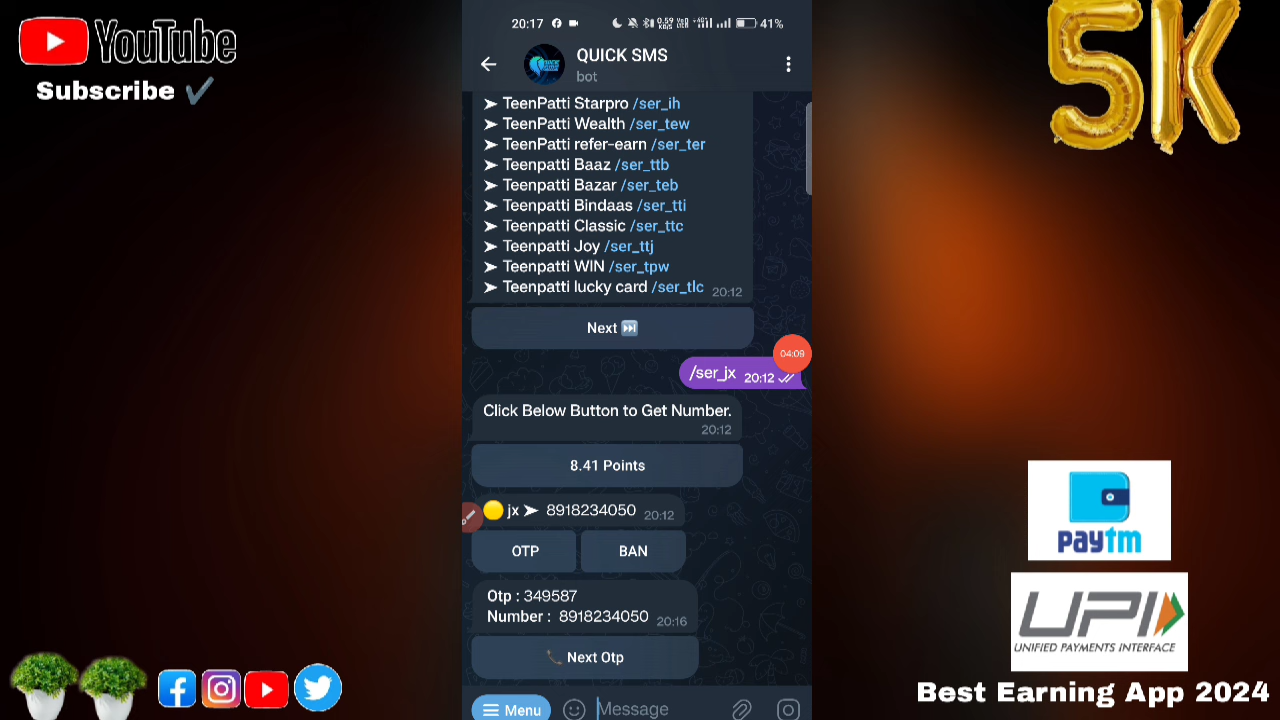 YouTube
Subscribe ✔
5K
20:17
0.59 KB/S
4G
41%
QUICK SMS
bot
➤ TeenPatti Starpro /ser_ih
➤ TeenPatti Wealth /ser_tew
➤ TeenPatti refer-earn /ser_ter
➤ Teenpatti Baaz /ser_ttb
➤ Teenpatti Bazar /ser_teb
➤ Teenpatti Bindaas /ser_tti
➤ Teenpatti Classic /ser_ttc
➤ Teenpatti Joy /ser_ttj
➤ Teenpatti WIN /ser_tpw
➤ Teenpatti lucky card /ser_tlc 20:12
Next ⏭
04:09
/ser_jx 20:12
Click Below Button to Get Number.
20:12
8.41 Points
🟡 jx ➤ 8918234050 20:12
OTP BAN
Otp : 349587
Number : 8918234050 20:16
📞 Next Otp
Menu
Message
paytm
UPI
UNIFIED PAYMENTS INTERFACE
Best Earning App 2024